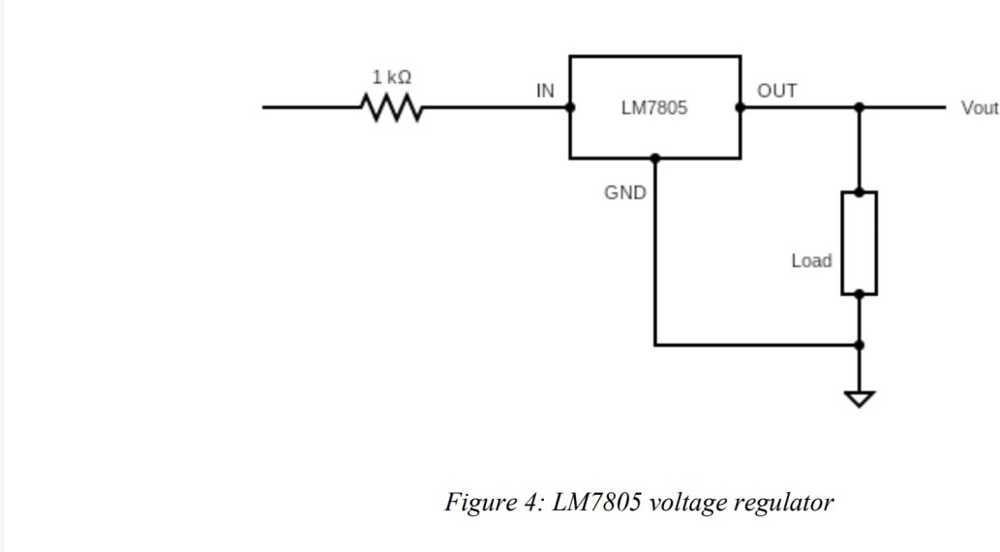 1 kΩ
IN
LM7805
OUT
Vout
GND
Load
Figure 4: LM7805 voltage regulator